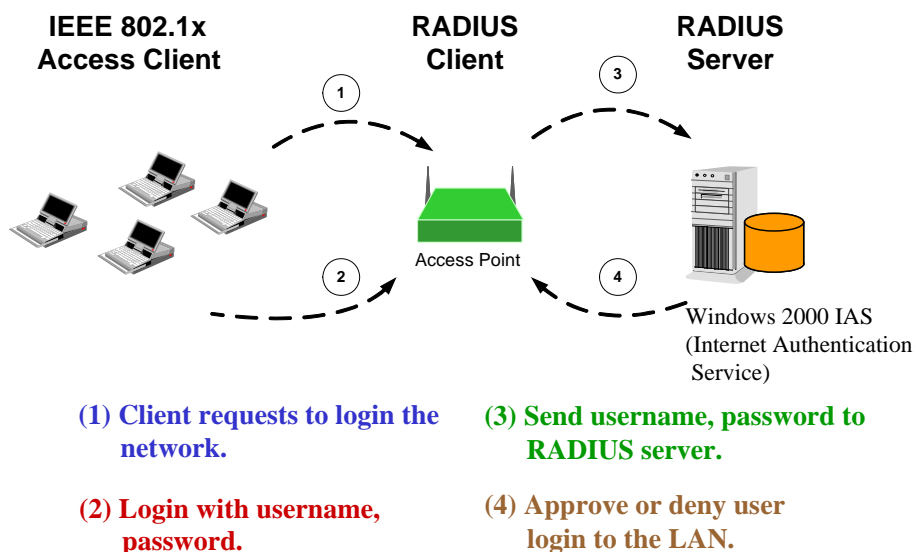 IEEE 802.1x
Access Client
RADIUS
Client
RADIUS
Server
1
3
Access Point
2
4
Windows 2000 IAS
(Internet Authentication
Service)
(1) Client requests to login the
network.
(2) Login with username,
password.
(3) Send username, password to
RADIUS server.
(4) Approve or deny user
login to the LAN.